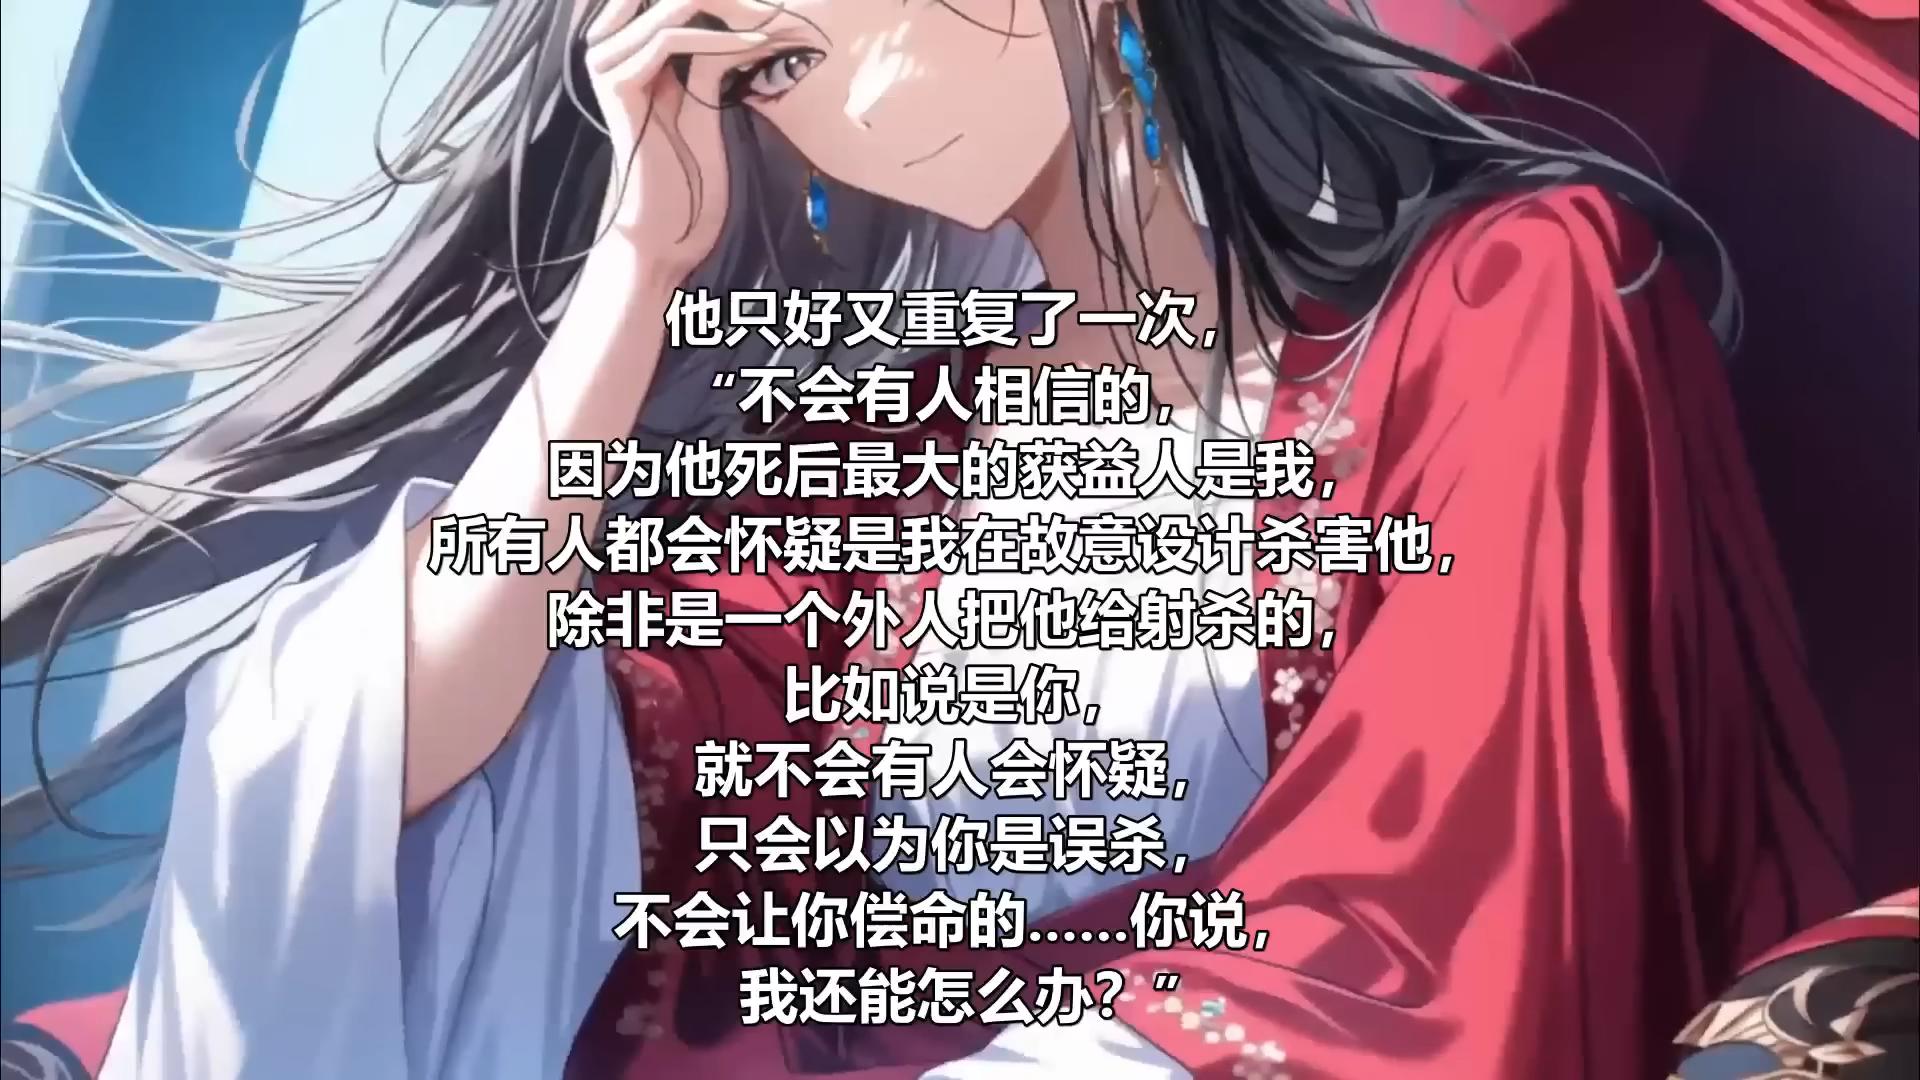 他只好又重复了一次，
“不会有人相信的，
因为他死后最大的获益人是我，
所有人都会怀疑是我在故意设计杀害他，
除非是一个外人把他给射杀的，
比如说是你，
就不会有人会怀疑，
只会以为你是误杀，
不会让你偿命的……你说，
我还能怎么办？”